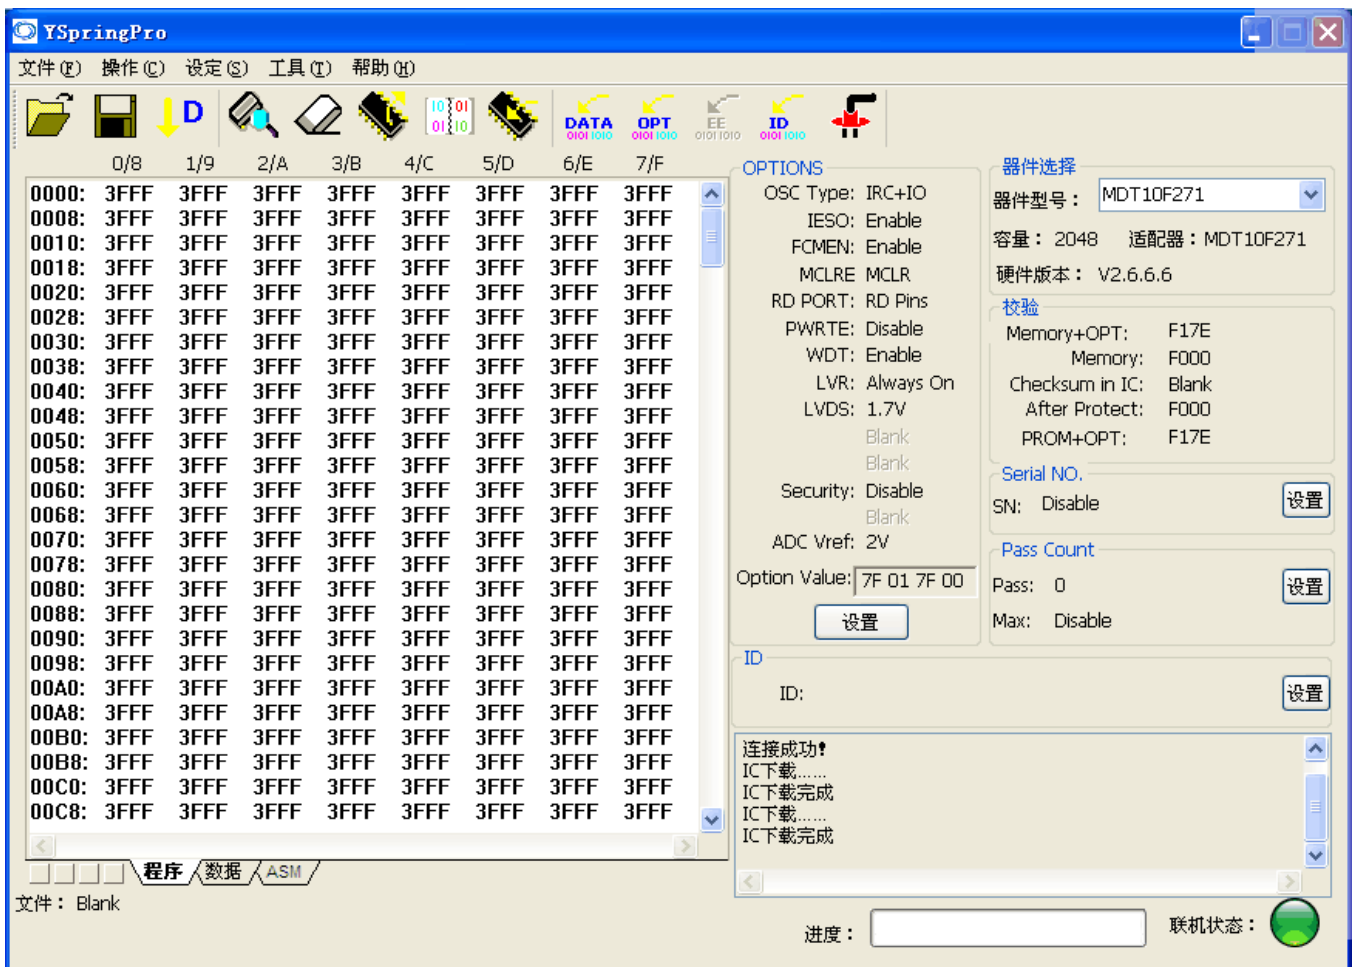 YSpringPro
文件(F) 操作(C) 设定(S) 工具(T) 帮助(H)
D 10 01 01 10 DATA 0101 1010 OPT 0101 1010 EE 0101 1010 ID 0101 1010
0/8 1/9 2/A 3/B 4/C 5/D 6/E 7/F
0000: 3FFF 3FFF 3FFF 3FFF 3FFF 3FFF 3FFF 3FFF
0008: 3FFF 3FFF 3FFF 3FFF 3FFF 3FFF 3FFF 3FFF
0010: 3FFF 3FFF 3FFF 3FFF 3FFF 3FFF 3FFF 3FFF
0018: 3FFF 3FFF 3FFF 3FFF 3FFF 3FFF 3FFF 3FFF
0020: 3FFF 3FFF 3FFF 3FFF 3FFF 3FFF 3FFF 3FFF
0028: 3FFF 3FFF 3FFF 3FFF 3FFF 3FFF 3FFF 3FFF
0030: 3FFF 3FFF 3FFF 3FFF 3FFF 3FFF 3FFF 3FFF
0038: 3FFF 3FFF 3FFF 3FFF 3FFF 3FFF 3FFF 3FFF
0040: 3FFF 3FFF 3FFF 3FFF 3FFF 3FFF 3FFF 3FFF
0048: 3FFF 3FFF 3FFF 3FFF 3FFF 3FFF 3FFF 3FFF
0050: 3FFF 3FFF 3FFF 3FFF 3FFF 3FFF 3FFF 3FFF
0058: 3FFF 3FFF 3FFF 3FFF 3FFF 3FFF 3FFF 3FFF
0060: 3FFF 3FFF 3FFF 3FFF 3FFF 3FFF 3FFF 3FFF
0068: 3FFF 3FFF 3FFF 3FFF 3FFF 3FFF 3FFF 3FFF
0070: 3FFF 3FFF 3FFF 3FFF 3FFF 3FFF 3FFF 3FFF
0078: 3FFF 3FFF 3FFF 3FFF 3FFF 3FFF 3FFF 3FFF
0080: 3FFF 3FFF 3FFF 3FFF 3FFF 3FFF 3FFF 3FFF
0088: 3FFF 3FFF 3FFF 3FFF 3FFF 3FFF 3FFF 3FFF
0090: 3FFF 3FFF 3FFF 3FFF 3FFF 3FFF 3FFF 3FFF
0098: 3FFF 3FFF 3FFF 3FFF 3FFF 3FFF 3FFF 3FFF
00A0: 3FFF 3FFF 3FFF 3FFF 3FFF 3FFF 3FFF 3FFF
00A8: 3FFF 3FFF 3FFF 3FFF 3FFF 3FFF 3FFF 3FFF
00B0: 3FFF 3FFF 3FFF 3FFF 3FFF 3FFF 3FFF 3FFF
00B8: 3FFF 3FFF 3FFF 3FFF 3FFF 3FFF 3FFF 3FFF
00C0: 3FFF 3FFF 3FFF 3FFF 3FFF 3FFF 3FFF 3FFF
00C8: 3FFF 3FFF 3FFF 3FFF 3FFF 3FFF 3FFF 3FFF
程序 数据 ASM
文件： Blank
OPTIONS
OSC Type: IRC+IO
IESO: Enable
FCMEN: Enable
MCLRE MCLR
RD PORT: RD Pins
PWRTE: Disable
WDT: Enable
LVR: Always On
LVDS: 1.7V
Blank
Blank
Security: Disable
Blank
ADC Vref: 2V
Option Value: 7F 01 7F 00
设置
器件选择
器件型号： MDT10F271
容量： 2048 适配器：MDT10F271
硬件版本： V2.6.6.6
校验
Memory+OPT: F17E
Memory: F000
Checksum in IC: Blank
After Protect: F000
PROM+OPT: F17E
Serial NO.
SN: Disable 设置
Pass Count
Pass: 0 设置
Max: Disable
ID
ID: 设置
连接成功!
IC下载......
IC下载完成
IC下载......
IC下载完成
进度： 联机状态：